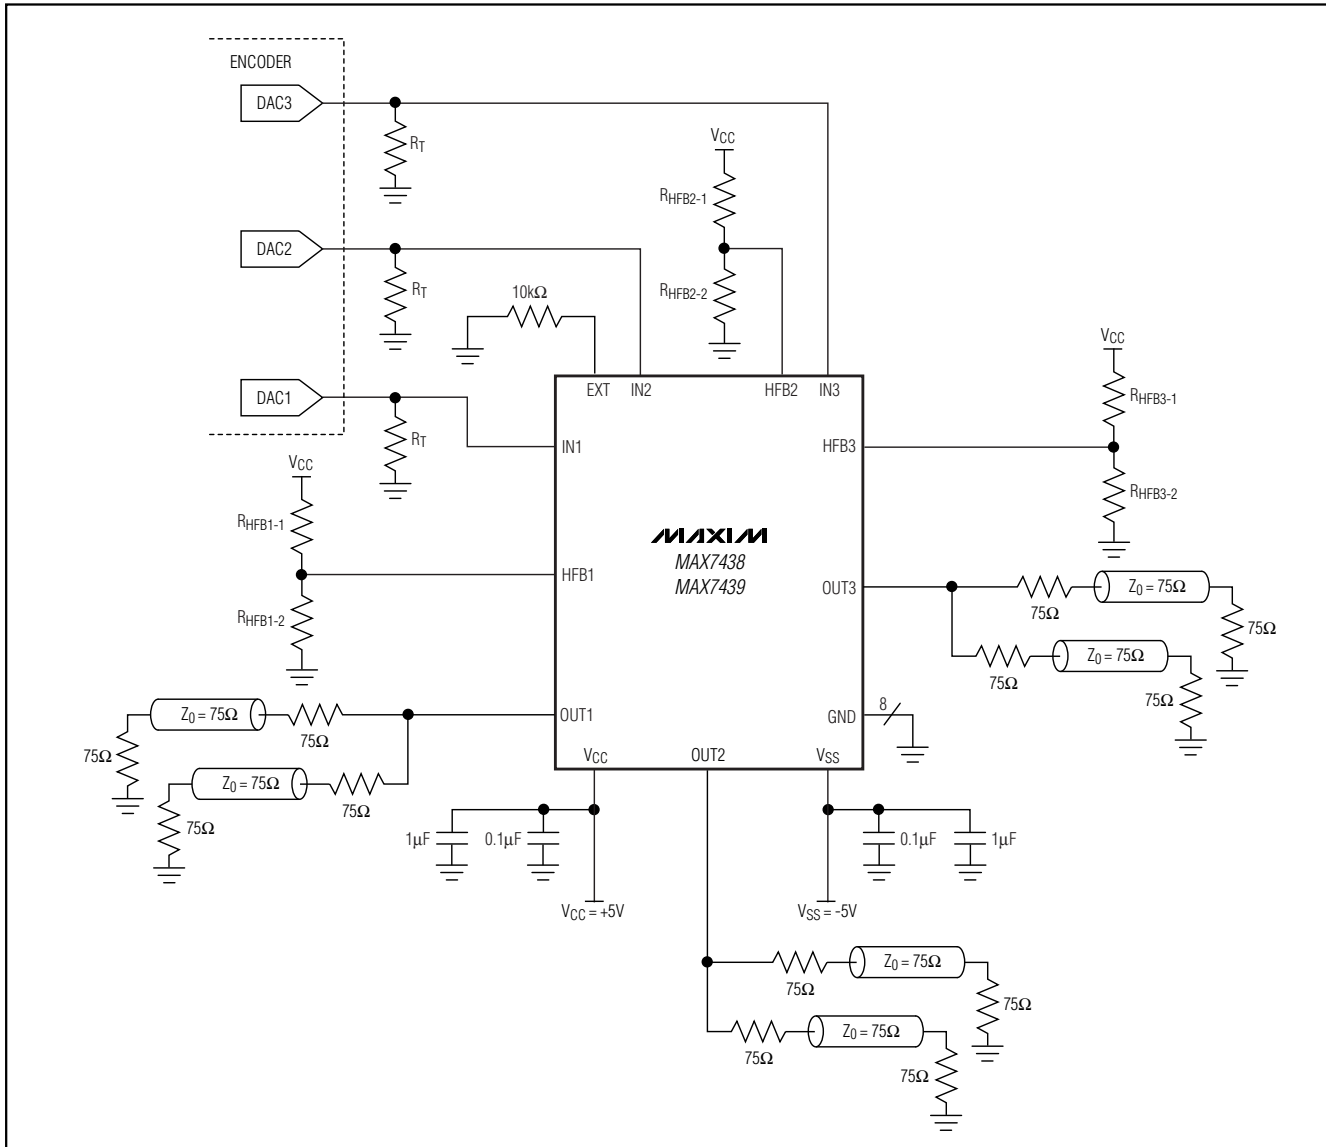 ENCODER
DAC3
RT
VCC
RHFB2-1
DAC2
RT
10kΩ
RHFB2-2
VCC
DAC1
RT
EXT
IN2
HFB2
IN3
RHFB3-1
IN1
HFB3
VCC
RHFB1-1
RHFB3-2
MAXIM
MAX7438
MAX7439
HFB1
OUT3
Z0 = 75Ω
75Ω
75Ω
RHFB1-2
Z0 = 75Ω
75Ω
75Ω
Z0 = 75Ω
75Ω
OUT1
8
GND
75Ω
VCC
OUT2
VSS
Z0 = 75Ω
75Ω
75Ω
1µF
0.1µF
0.1µF
1µF
VCC = +5V
VSS = -5V
Z0 = 75Ω
75Ω
75Ω
Z0 = 75Ω
75Ω
75Ω